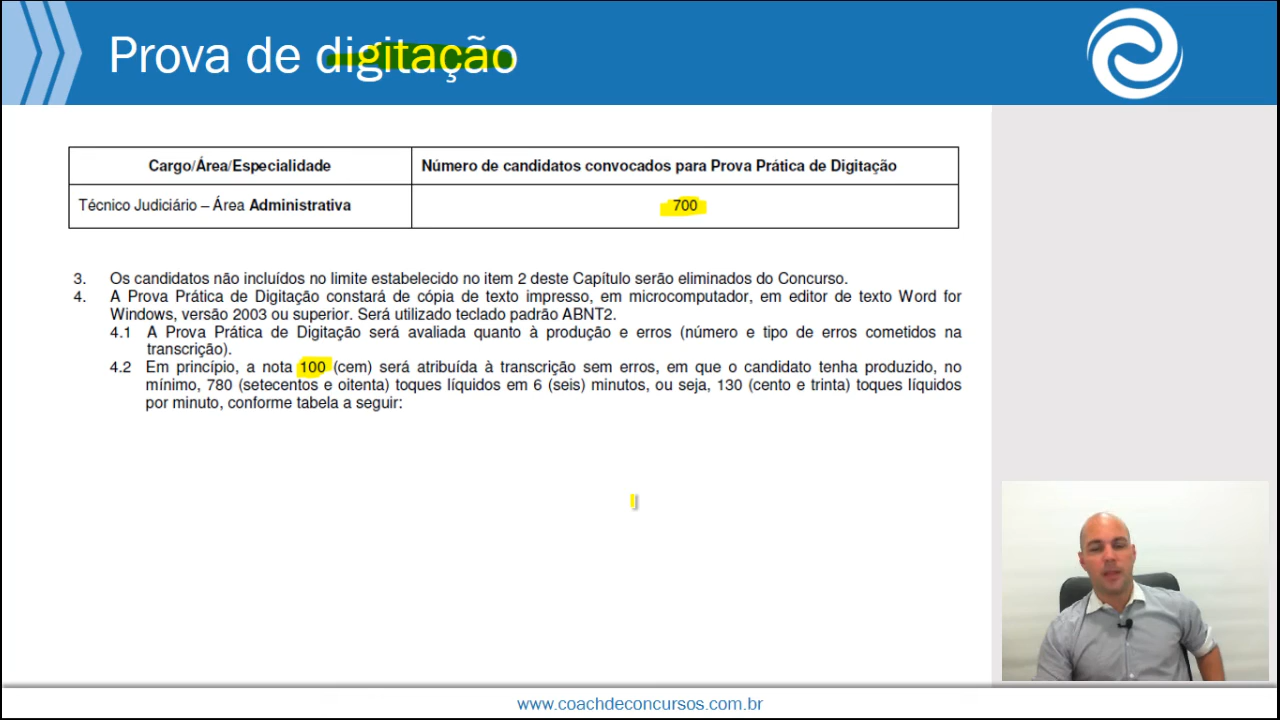 Prova de digitação
Cargo/Área/Especialidade
Número de candidatos convocados para Prova Prática de Digitação
Técnico Judiciário – Área Administrativa
700
3. Os candidatos não incluídos no limite estabelecido no item 2 deste Capítulo serão eliminados do Concurso.
4. A Prova Prática de Digitação constará de cópia de texto impresso, em microcomputador, em editor de texto Word for
Windows, versão 2003 ou superior. Será utilizado teclado padrão ABNT2.
4.1 A Prova Prática de Digitação será avaliada quanto à produção e erros (número e tipo de erros cometidos na
transcrição).
4.2 Em princípio, a nota 100 (cem) será atribuída à transcrição sem erros, em que o candidato tenha produzido, no
mínimo, 780 (setecentos e oitenta) toques líquidos em 6 (seis) minutos, ou seja, 130 (cento e trinta) toques líquidos
por minuto, conforme tabela a seguir:
www.coachdeconcursos.com.br